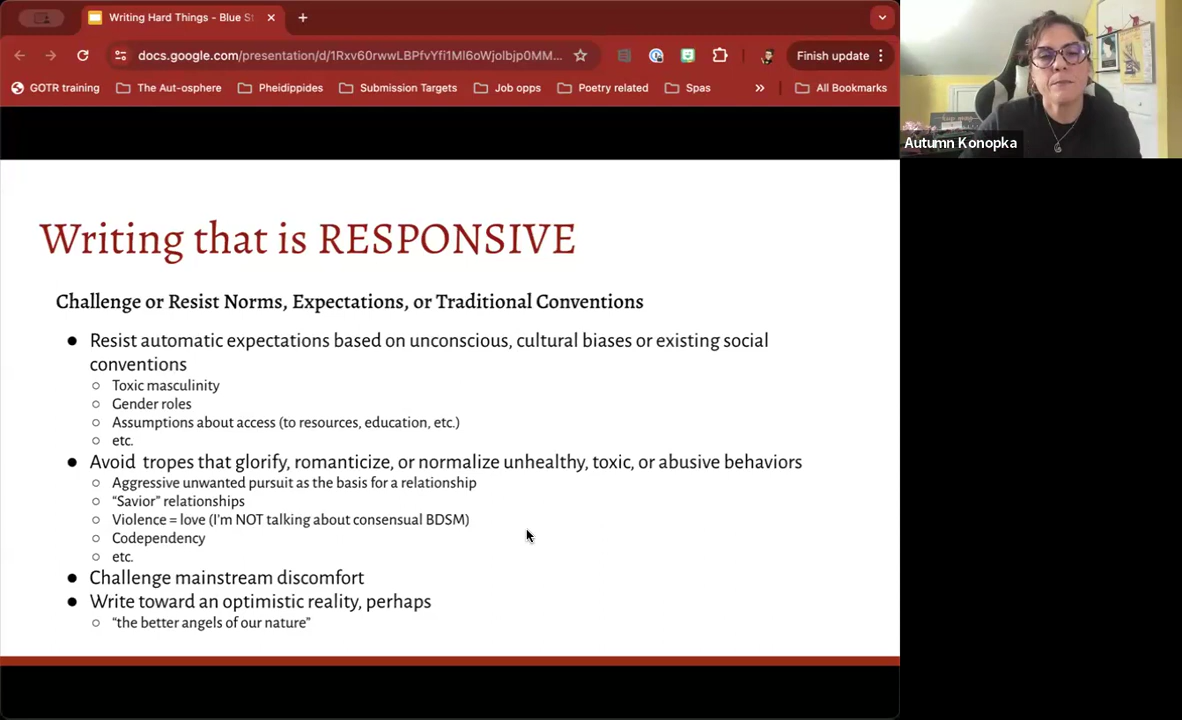 Writing Hard Things - Blue St
docs.google.com/presentation/d/1Rxv60rwwLBPfvYfi1Ml6oWjolbjp0MM...
Finish update
GOTR training
The Aut-osphere
Pheidippides
Submission Targets
Job opps
Poetry related
Spas
»
All Bookmarks
Autumn Konopka
Writing that is RESPONSIVE
Challenge or Resist Norms, Expectations, or Traditional Conventions
● Resist automatic expectations based on unconscious, cultural biases or existing social
conventions
○ Toxic masculinity
○ Gender roles
○ Assumptions about access (to resources, education, etc.)
○ etc.
● Avoid tropes that glorify, romanticize, or normalize unhealthy, toxic, or abusive behaviors
○ Aggressive unwanted pursuit as the basis for a relationship
○ “Savior” relationships
○ Violence = love (I'm NOT talking about consensual BDSM)
○ Codependency
○ etc.
● Challenge mainstream discomfort
● Write toward an optimistic reality, perhaps
○ “the better angels of our nature”